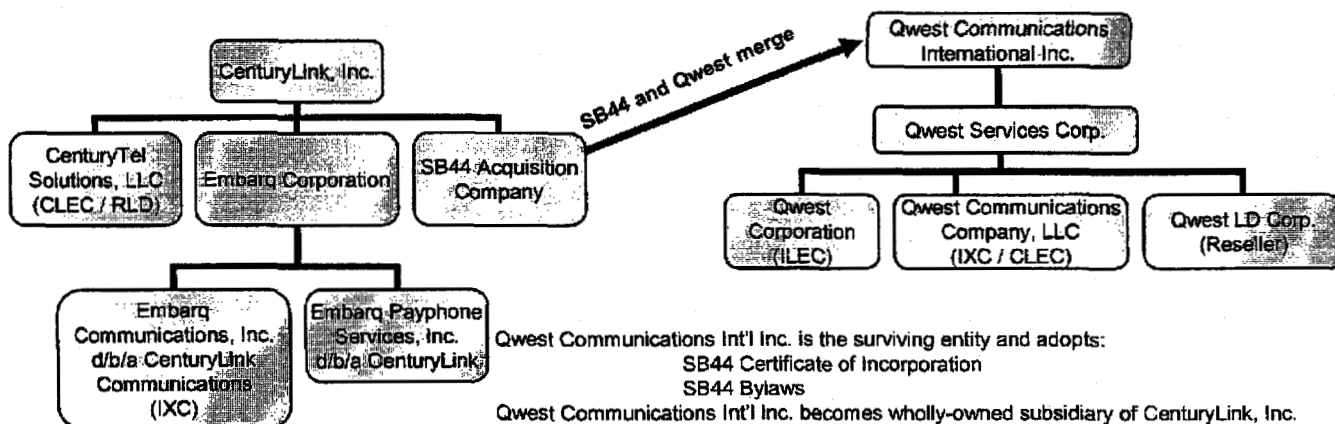 CenturyLink, Inc.
CenturyTel
Solutions, LLC
(CLEC / RLD)
Embarq Corporation
SB44 Acquisition
Company
Embarq
Communications, Inc.
d/b/a CenturyLink
Communications
(IXC)
Embarq Payphone
Services, Inc.
d/b/a CenturyLink
SB44 and Qwest merge
Qwest Communications
International Inc.
Qwest Services Corp.
Qwest
Corporation
(ILEC)
Qwest Communications
Company, LLC
(IXC / CLEC)
Qwest LD Corp.
(Reseller)
Qwest Communications Int'l Inc. is the surviving entity and adopts:
SB44 Certificate of Incorporation
SB44 Bylaws
Qwest Communications Int'l Inc. becomes wholly-owned subsidiary of CenturyLink, Inc.